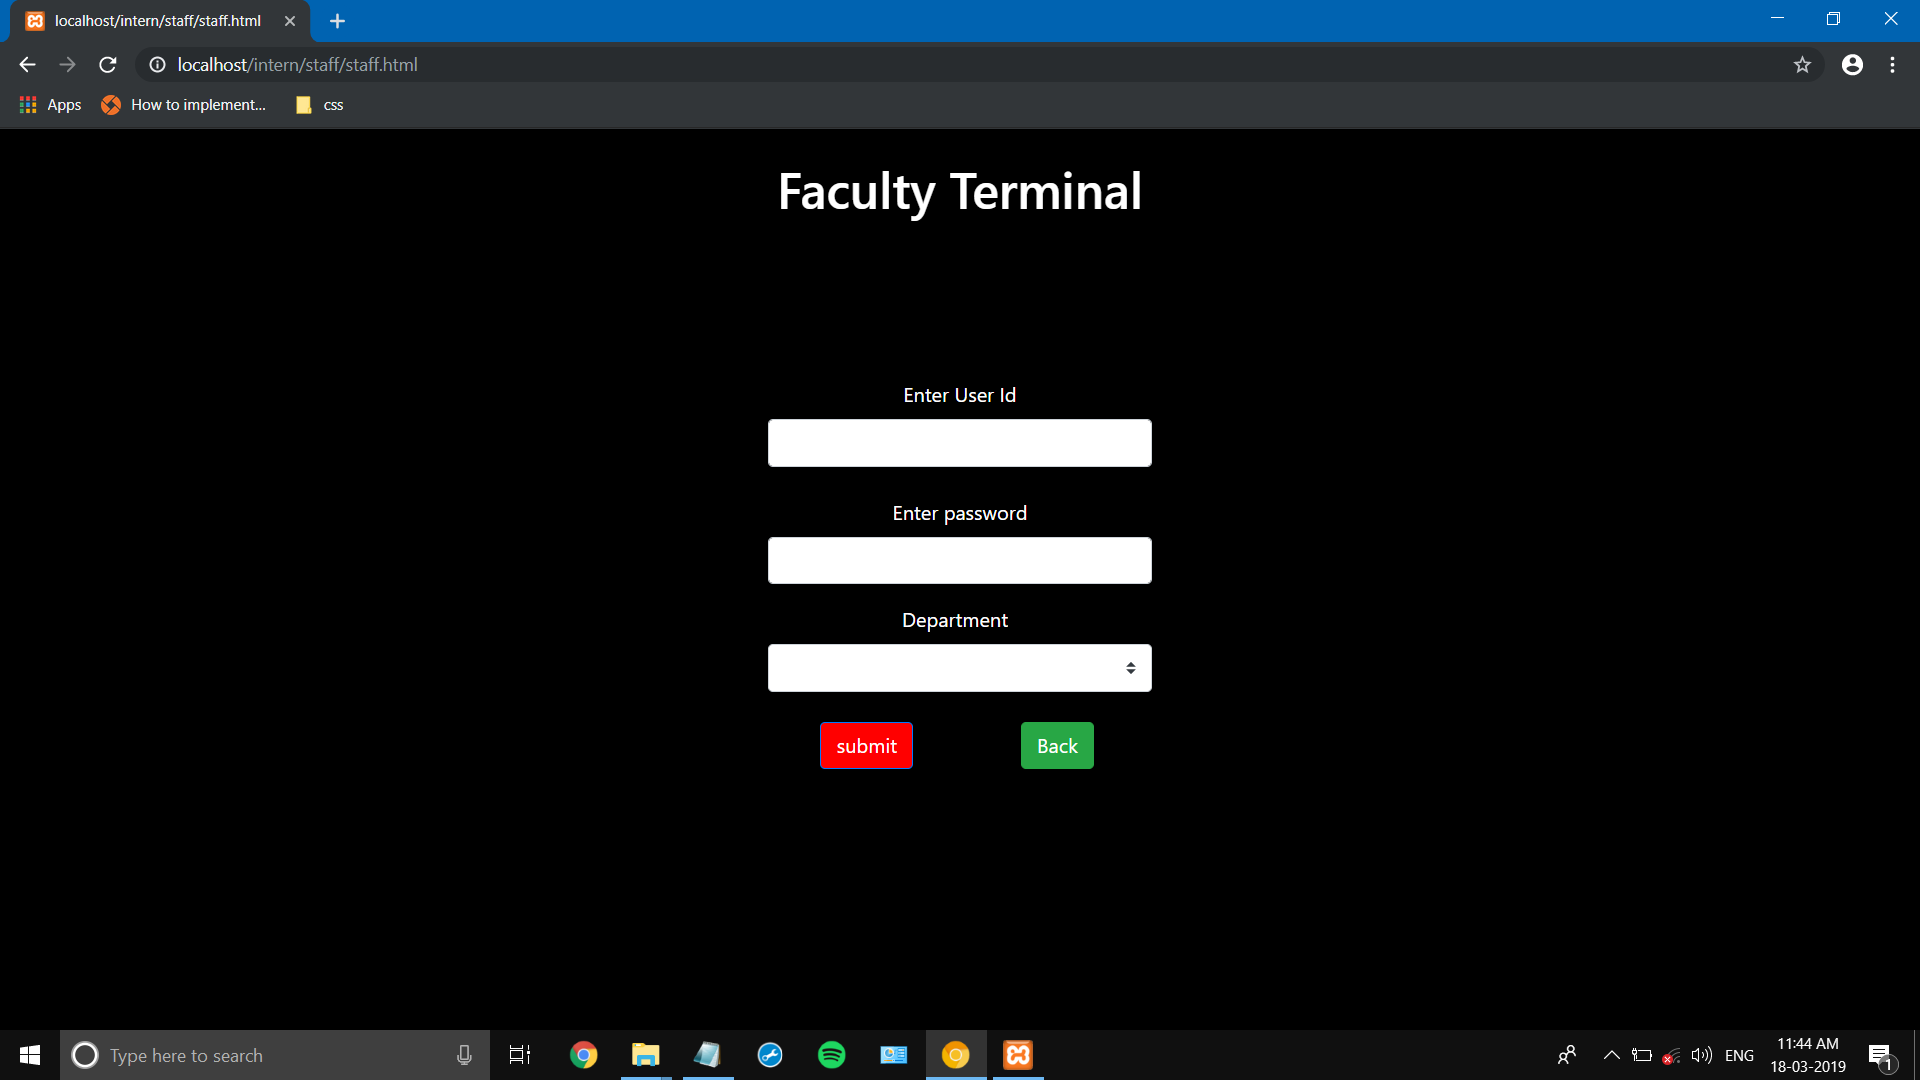 localhost/intern/staff/staff.html
localhost/intern/staff/staff.html
Apps
How to implement...
css
Faculty Terminal
Enter User Id
Enter password
Department
submit
Back
Type here to search
ENG
11:44 AM
18-03-2019
1